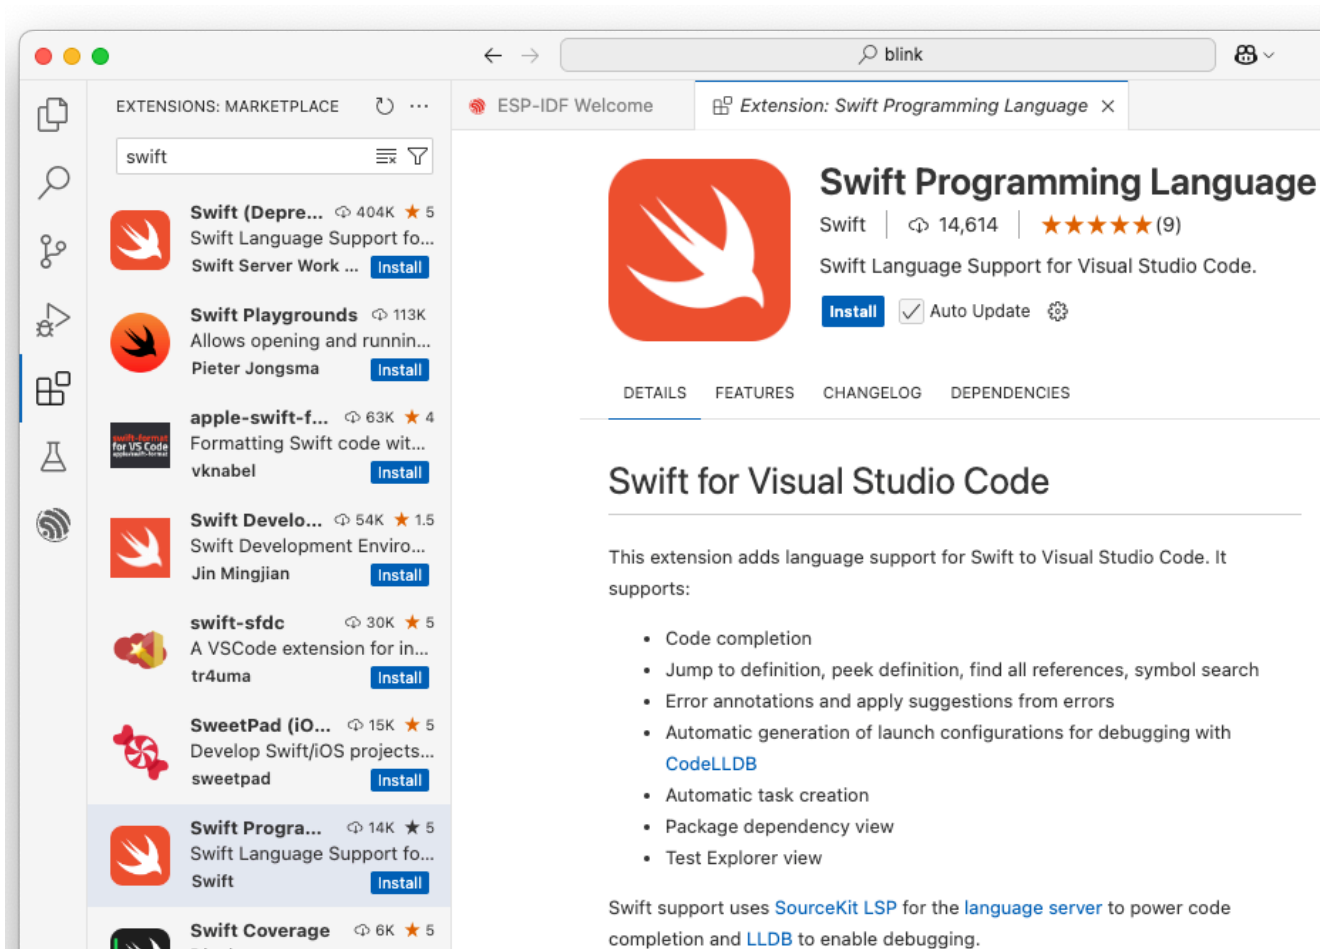 blink
EXTENSIONS: MARKETPLACE
ESP-IDF Welcome
Extension: Swift Programming Language
swift
Swift (Depre... 404K ★ 5
Swift Language Support fo...
Swift Server Work ... Install
Swift Playgrounds 113K
Allows opening and runnin...
Pieter Jongsma Install
swift-format
for VS Code
apple/swift-format
apple-swift-f... 63K ★ 4
Formatting Swift code wit...
vknabel Install
Swift Develo... 54K ★ 1.5
Swift Development Enviro...
Jin Mingjian Install
swift-sfdc 30K ★ 5
A VSCode extension for in...
tr4uma Install
SweetPad (iO... 15K ★ 5
Develop Swift/iOS projects...
sweetpad Install
Swift Progra... 14K ★ 5
Swift Language Support fo...
Swift Install
Swift Coverage 6K ★ 5
Swift Programming Language
Swift 14,614 ★★★★★(9)
Swift Language Support for Visual Studio Code.
Install Auto Update
DETAILS FEATURES CHANGELOG DEPENDENCIES
Swift for Visual Studio Code
This extension adds language support for Swift to Visual Studio Code. It
supports:
• Code completion
• Jump to definition, peek definition, find all references, symbol search
• Error annotations and apply suggestions from errors
• Automatic generation of launch configurations for debugging with
CodeLLDB
• Automatic task creation
• Package dependency view
• Test Explorer view
Swift support uses SourceKit LSP for the language server to power code
completion and LLDB to enable debugging.